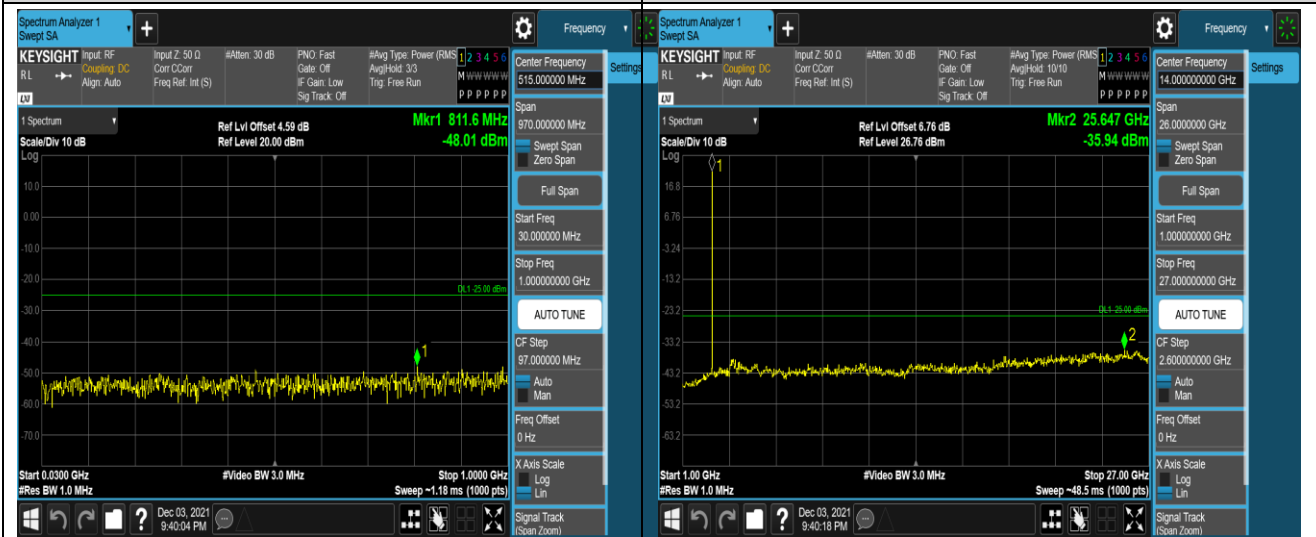 Spectrum Analyzer 1
Swept SA
Frequency
KEYSIGHT
RL
LXI
Input: RF
Coupling: DC
Align: Auto
Input Z: 50 Ω
Corr CCorr
Freq Ref: Int (S)
#Atten: 30 dB
PNO: Fast
Gate: Off
IF Gain: Low
Sig Track: Off
#Avg Type: Power (RMS
Avg|Hold: 3/3
Trig: Free Run
1 2 3 4 5 6
M W W W W W
P P P P P P
Center Frequency
515.000000 MHz
Settings
1 Spectrum
Scale/Div 10 dB
Ref Lvl Offset 4.59 dB
Ref Level 20.00 dBm
Mkr1 811.6 MHz
-48.01 dBm
Log
10.0
0.00
-10.0
-20.0
-30.0
-40.0
-50.0
-60.0
-70.0
DL1 -25.00 dBm
1
Start 0.0300 GHz
#Res BW 1.0 MHz
#Video BW 3.0 MHz
Stop 1.0000 GHz
Sweep ~1.18 ms (1000 pts)
Span
970.000000 MHz
Swept Span
Zero Span
Full Span
Start Freq
30.000000 MHz
Stop Freq
1.000000000 GHz
AUTO TUNE
CF Step
97.000000 MHz
Auto
Man
Freq Offset
0 Hz
X Axis Scale
Log
Lin
Signal Track
(Span Zoom)
?
Dec 03, 2021
9:40:04 PM
Spectrum Analyzer 1
Swept SA
Frequency
KEYSIGHT
RL
LXI
Input: RF
Coupling: DC
Align: Auto
Input Z: 50 Ω
Corr CCorr
Freq Ref: Int (S)
#Atten: 30 dB
PNO: Fast
Gate: Off
IF Gain: Low
Sig Track: Off
#Avg Type: Power (RMS
Avg|Hold: 10/10
Trig: Free Run
1 2 3 4 5 6
M W W W W W
P P P P P P
Center Frequency
14.000000000 GHz
Settings
1 Spectrum
Scale/Div 10 dB
Ref Lvl Offset 6.76 dB
Ref Level 26.76 dBm
Mkr2 25.647 GHz
-35.94 dBm
Log
16.8
6.76
-3.24
-13.2
-23.2
-33.2
-43.2
-53.2
-63.2
1
DL1 -25.00 dBm
2
Start 1.00 GHz
#Res BW 1.0 MHz
#Video BW 3.0 MHz
Stop 27.00 GHz
Sweep ~48.5 ms (1000 pts)
Span
26.0000000 GHz
Swept Span
Zero Span
Full Span
Start Freq
1.000000000 GHz
Stop Freq
27.000000000 GHz
AUTO TUNE
CF Step
2.600000000 GHz
Auto
Man
Freq Offset
0 Hz
X Axis Scale
Log
Lin
Signal Track
(Span Zoom)
?
Dec 03, 2021
9:40:18 PM